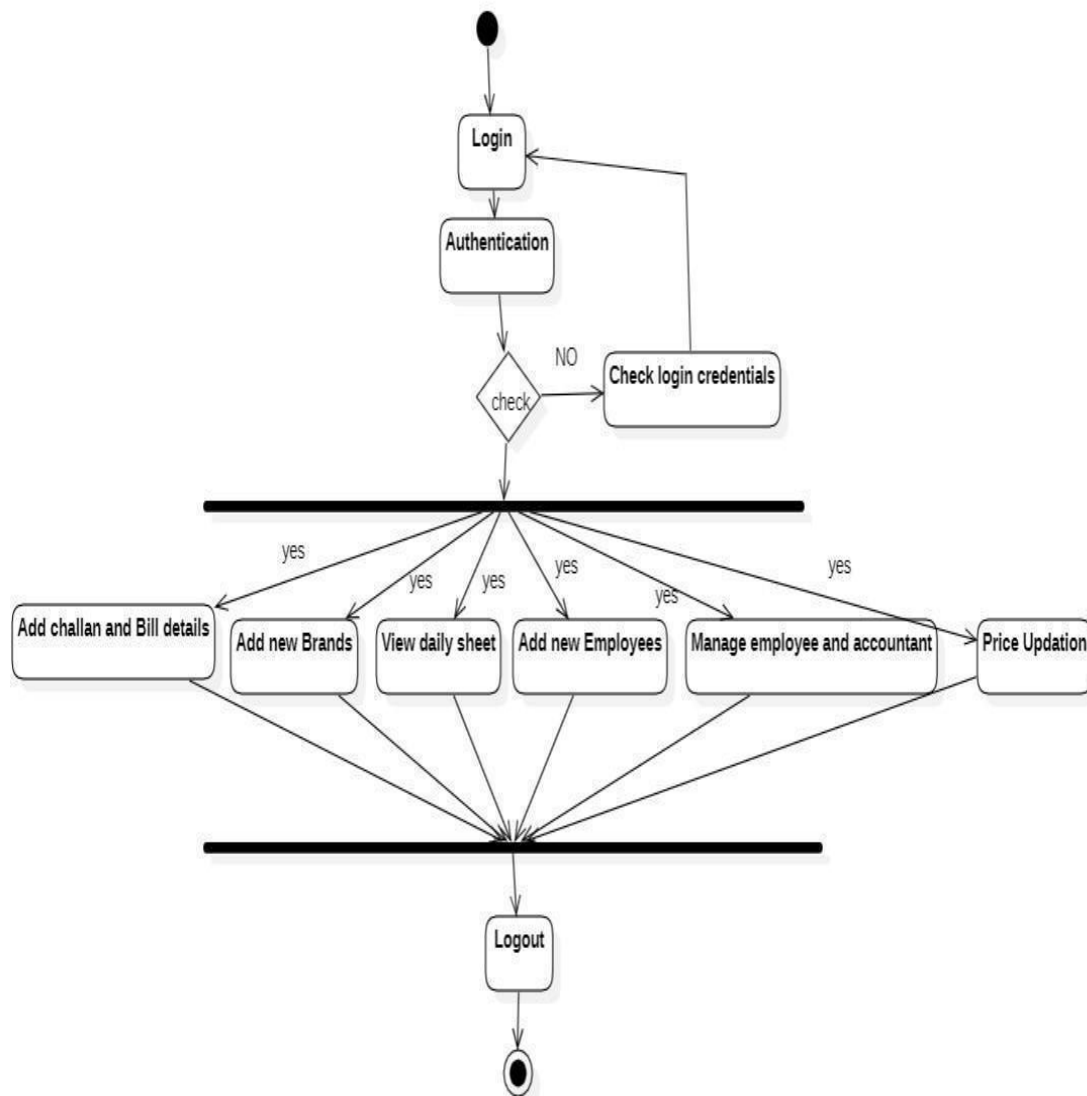 Login
Authentication
NO
check
Check login credentials
yes
yes
yes
yes
yes
yes
Add challan and Bill details
Add new Brands
View daily sheet
Add new Employees
Manage employee and accountant
Price Updation
Logout